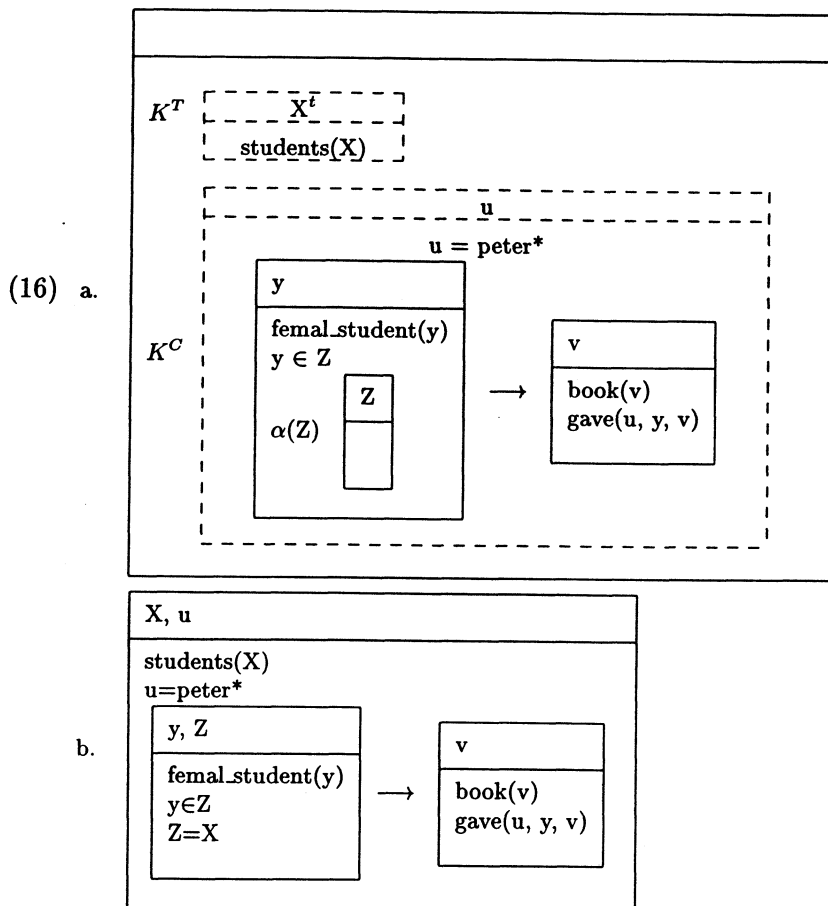 K^T
X^t
students(X)
u
u = peter*
(16) a.
y
femal_student(y)
y ∈ Z
K^C
Z
α(Z)
→
v
book(v)
gave(u, y, v)
X, u
students(X)
u=peter*
b.
y, Z
femal_student(y)
y∈Z
Z=X
→
v
book(v)
gave(u, y, v)